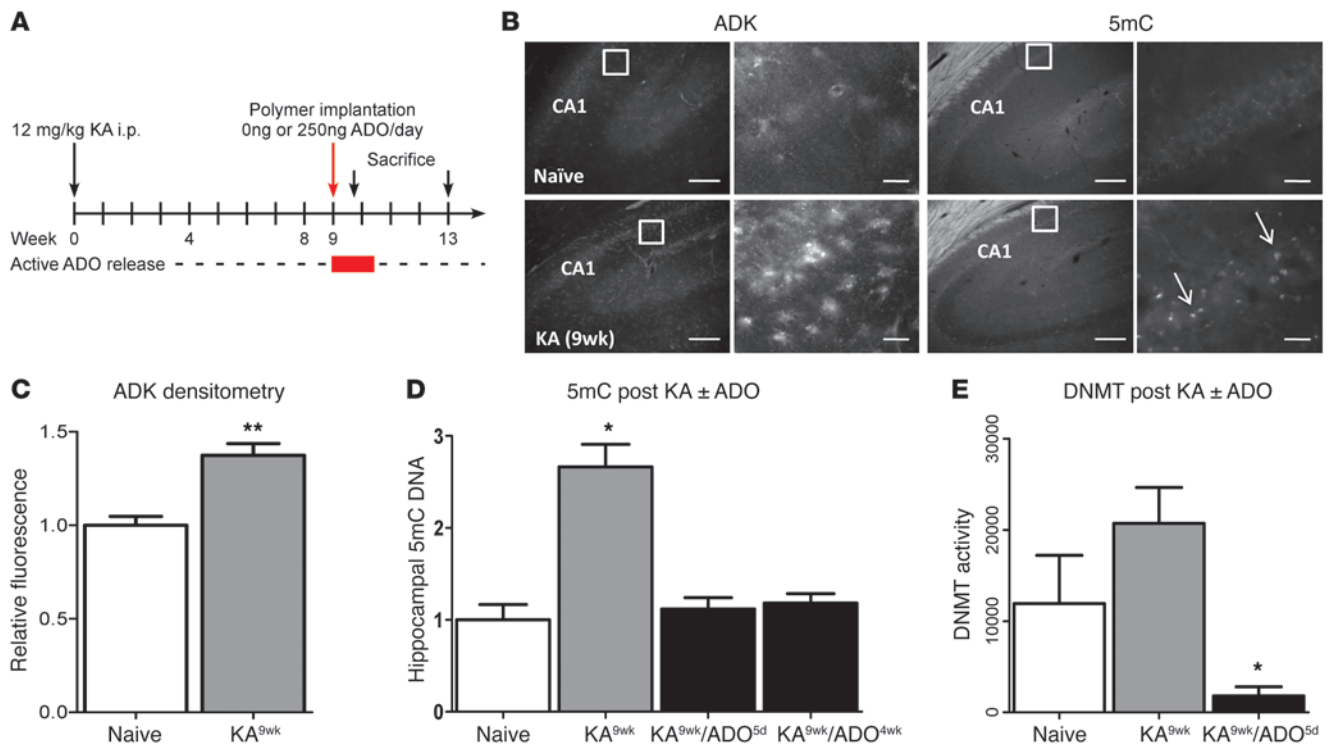 A
12 mg/kg KA i.p.
Polymer implantation
0ng or 250ng ADO/day
Sacrifice
Week 0 4 8 9 13
Active ADO release
B
ADK 5mC
CA1 CA1
Naïve
CA1 CA1
KA (9wk)
C
ADK densitometry
**
Relative fluorescence
1.5
1.0
0.5
0.0
Naive KA9wk
D
5mC post KA ± ADO
*
Hippocampal 5mC DNA
3
2
1
0
Naive KA9wk KA9wk/ADO5d KA9wk/ADO4wk
E
DNMT post KA ± ADO
DNMT activity
30000
20000
10000
0
*
Naive KA9wk KA9wk/ADO5d